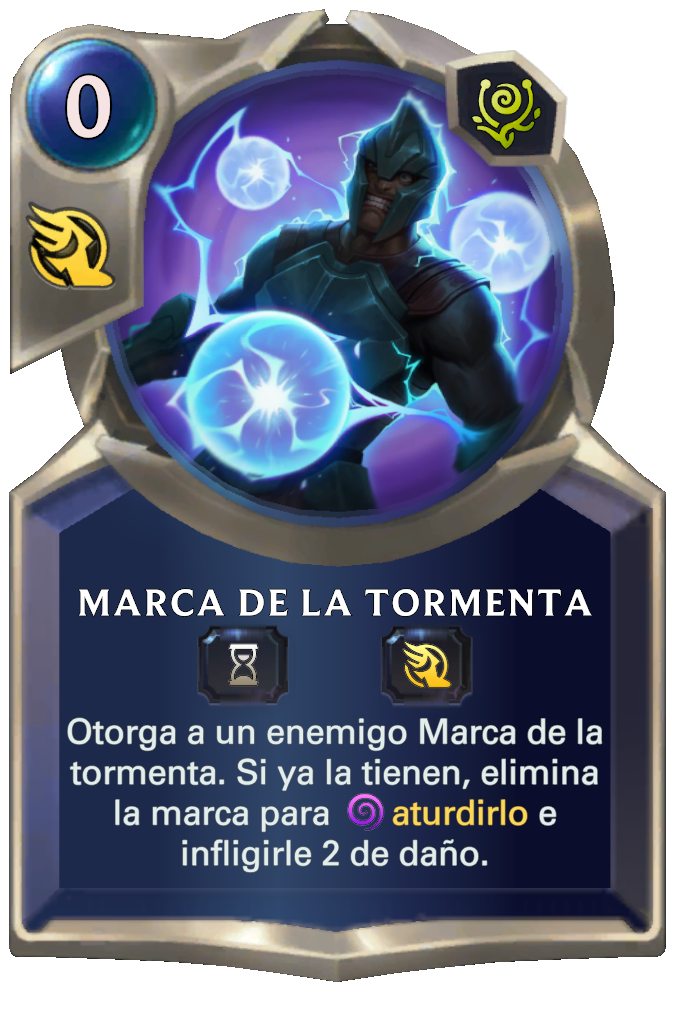 0
MARCA DE LA TORMENTA
Otorga a un enemigo Marca de la
tormenta. Si ya la tienen, elimina
la marca para aturdirlo e
infligirle 2 de daño.